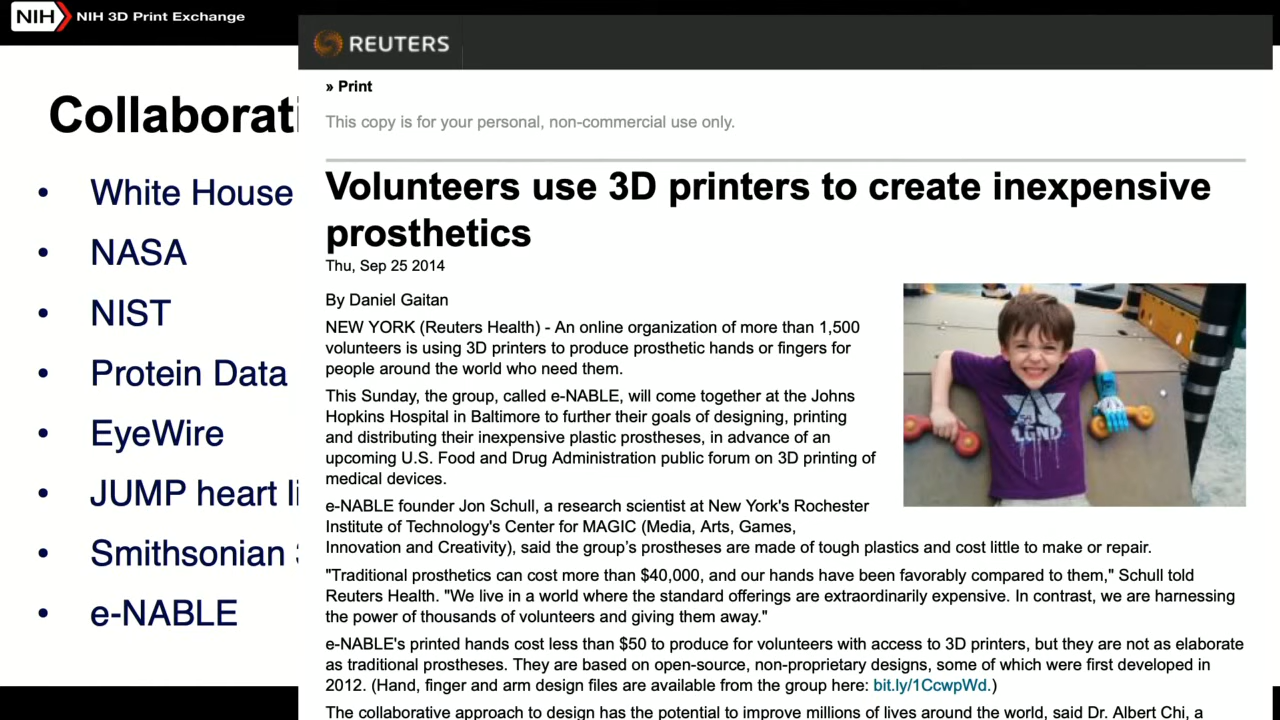 NIH NIH 3D Print Exchange
REUTERS
» Print
This copy is for your personal, non-commercial use only.
Volunteers use 3D printers to create inexpensive
prosthetics
Thu, Sep 25 2014
By Daniel Gaitan
NEW YORK (Reuters Health) - An online organization of more than 1,500
volunteers is using 3D printers to produce prosthetic hands or fingers for
people around the world who need them.
This Sunday, the group, called e-NABLE, will come together at the Johns
Hopkins Hospital in Baltimore to further their goals of designing, printing
and distributing their inexpensive plastic prostheses, in advance of an
upcoming U.S. Food and Drug Administration public forum on 3D printing of
medical devices.
e-NABLE founder Jon Schull, a research scientist at New York's Rochester
Institute of Technology's Center for MAGIC (Media, Arts, Games,
Innovation and Creativity), said the group's prostheses are made of tough plastics and cost little to make or repair.
"Traditional prosthetics can cost more than $40,000, and our hands have been favorably compared to them," Schull told
Reuters Health. "We live in a world where the standard offerings are extraordinarily expensive. In contrast, we are harnessing
the power of thousands of volunteers and giving them away."
e-NABLE's printed hands cost less than $50 to produce for volunteers with access to 3D printers, but they are not as elaborate
as traditional prostheses. They are based on open-source, non-proprietary designs, some of which were first developed in
2012. (Hand, finger and arm design files are available from the group here: bit.ly/1CcwpWd.)
The collaborative approach to design has the potential to improve millions of lives around the world, said Dr. Albert Chi, a
LGND
Collaborati
• White House
• NASA
• NIST
• Protein Data
• EyeWire
• JUMP heart li
• Smithsonian
• e-NABLE